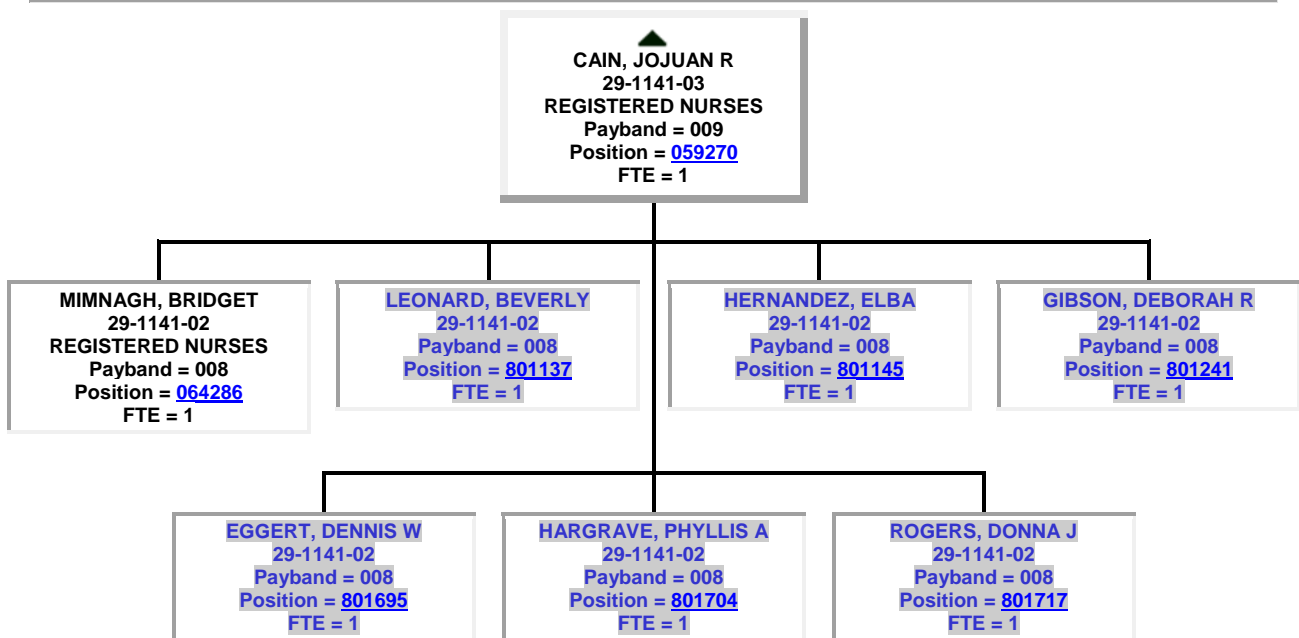 CAIN, JOJUAN R
29-1141-03
REGISTERED NURSES
Payband = 009
Position = 059270
FTE = 1
MIMNAGH, BRIDGET
29-1141-02
REGISTERED NURSES
Payband = 008
Position = 064286
FTE = 1
LEONARD, BEVERLY
29-1141-02
Payband = 008
Position = 801137
FTE = 1
HERNANDEZ, ELBA
29-1141-02
Payband = 008
Position = 801145
FTE = 1
GIBSON, DEBORAH R
29-1141-02
Payband = 008
Position = 801241
FTE = 1
EGGERT, DENNIS W
29-1141-02
Payband = 008
Position = 801695
FTE = 1
HARGRAVE, PHYLLIS A
29-1141-02
Payband = 008
Position = 801704
FTE = 1
ROGERS, DONNA J
29-1141-02
Payband = 008
Position = 801717
FTE = 1